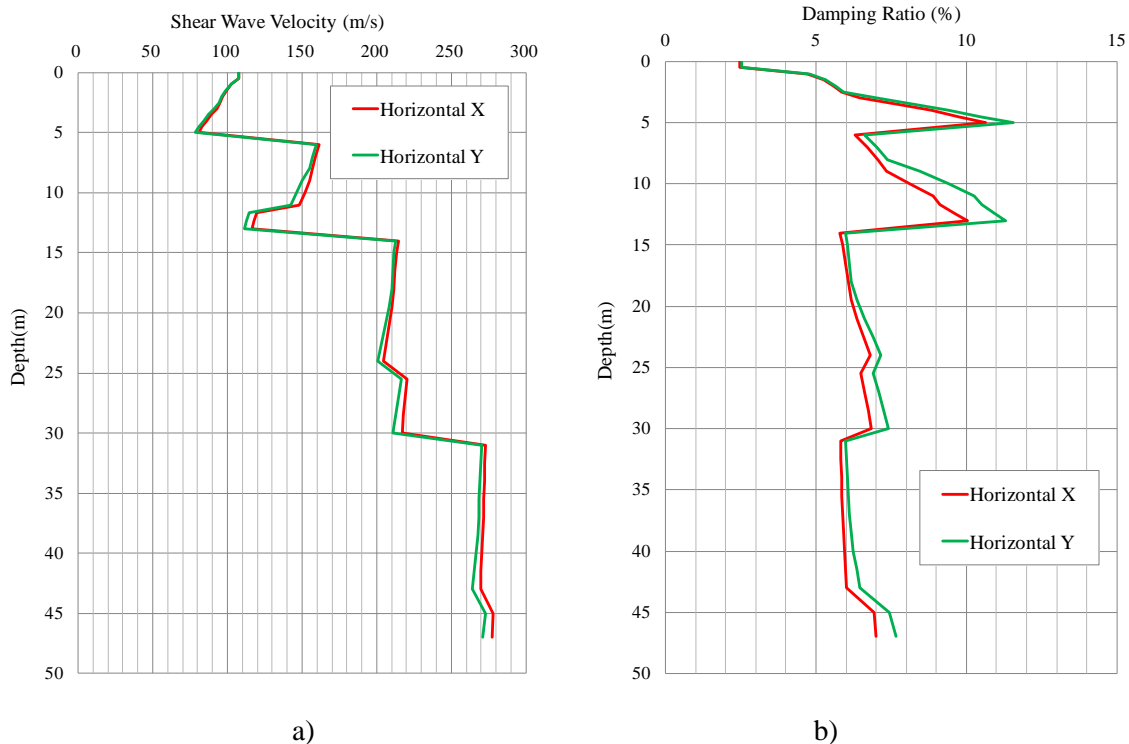 Shear Wave Velocity (m/s)
0 50 100 150 200 250 300
0
5
10
15
20
25
30
35
40
45
50
Depth(m)
Horizontal X
Horizontal Y
a)
Damping Ratio (%)
0 5 10 15
0
5
10
15
20
25
30
35
40
45
50
Depth(m)
Horizontal X
Horizontal Y
b)